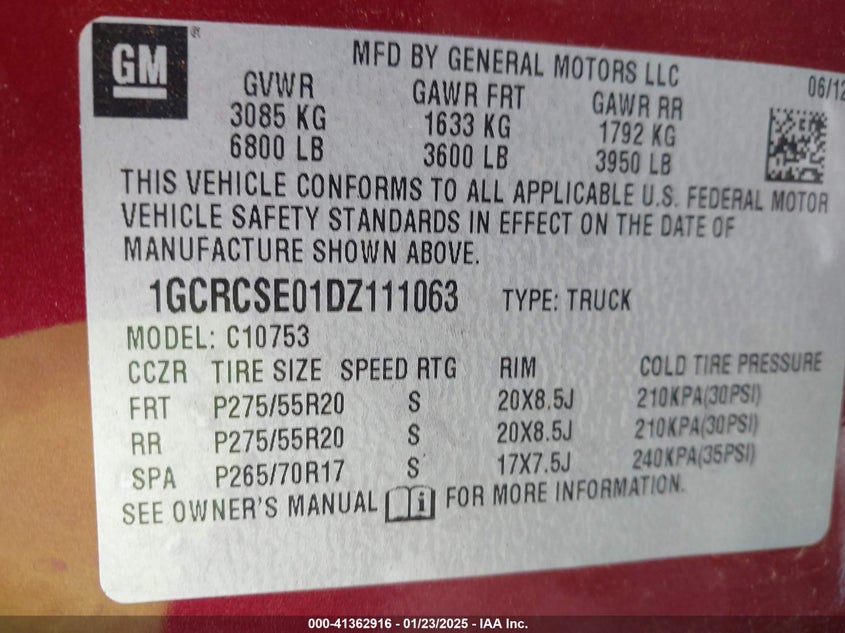 GM
®
MFD BY GENERAL MOTORS LLC
06/12
GVWR GAWR FRT GAWR RR
3085 KG 1633 KG 1792 KG
6800 LB 3600 LB 3950 LB
THIS VEHICLE CONFORMS TO ALL APPLICABLE U.S. FEDERAL MOTOR
VEHICLE SAFETY STANDARDS IN EFFECT ON THE DATE OF
MANUFACTURE SHOWN ABOVE.
1GCRCSE01DZ111063 TYPE: TRUCK
MODEL: C10753
CCZR TIRE SIZE SPEED RTG RIM COLD TIRE PRESSURE
FRT P275/55R20 S 20X8.5J 210KPA(30PSI)
RR P275/55R20 S 20X8.5J 210KPA(30PSI)
SPA P265/70R17 S 17X7.5J 240KPA(35PSI)
SEE OWNER'S MANUAL i FOR MORE INFORMATION.
000-41362916 - 01/23/2025 - IAA Inc.